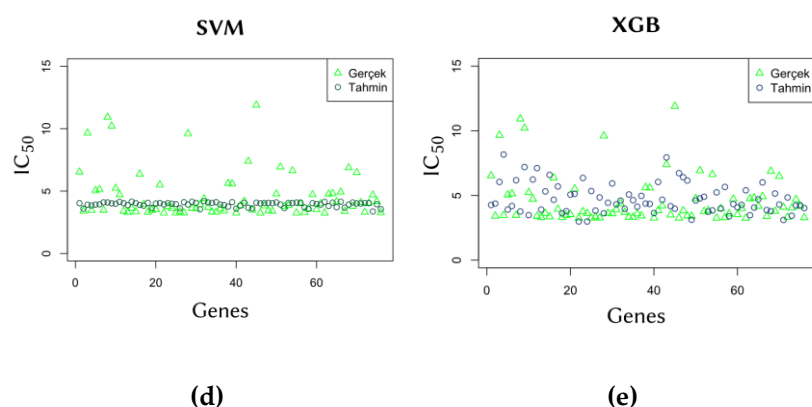 SVM
15
10
5
0
IC50
0
20
40
60
Genes
Gerçek
Tahmin
(d)
XGB
15
10
5
0
IC50
0
20
40
60
Genes
Gerçek
Tahmin
(e)